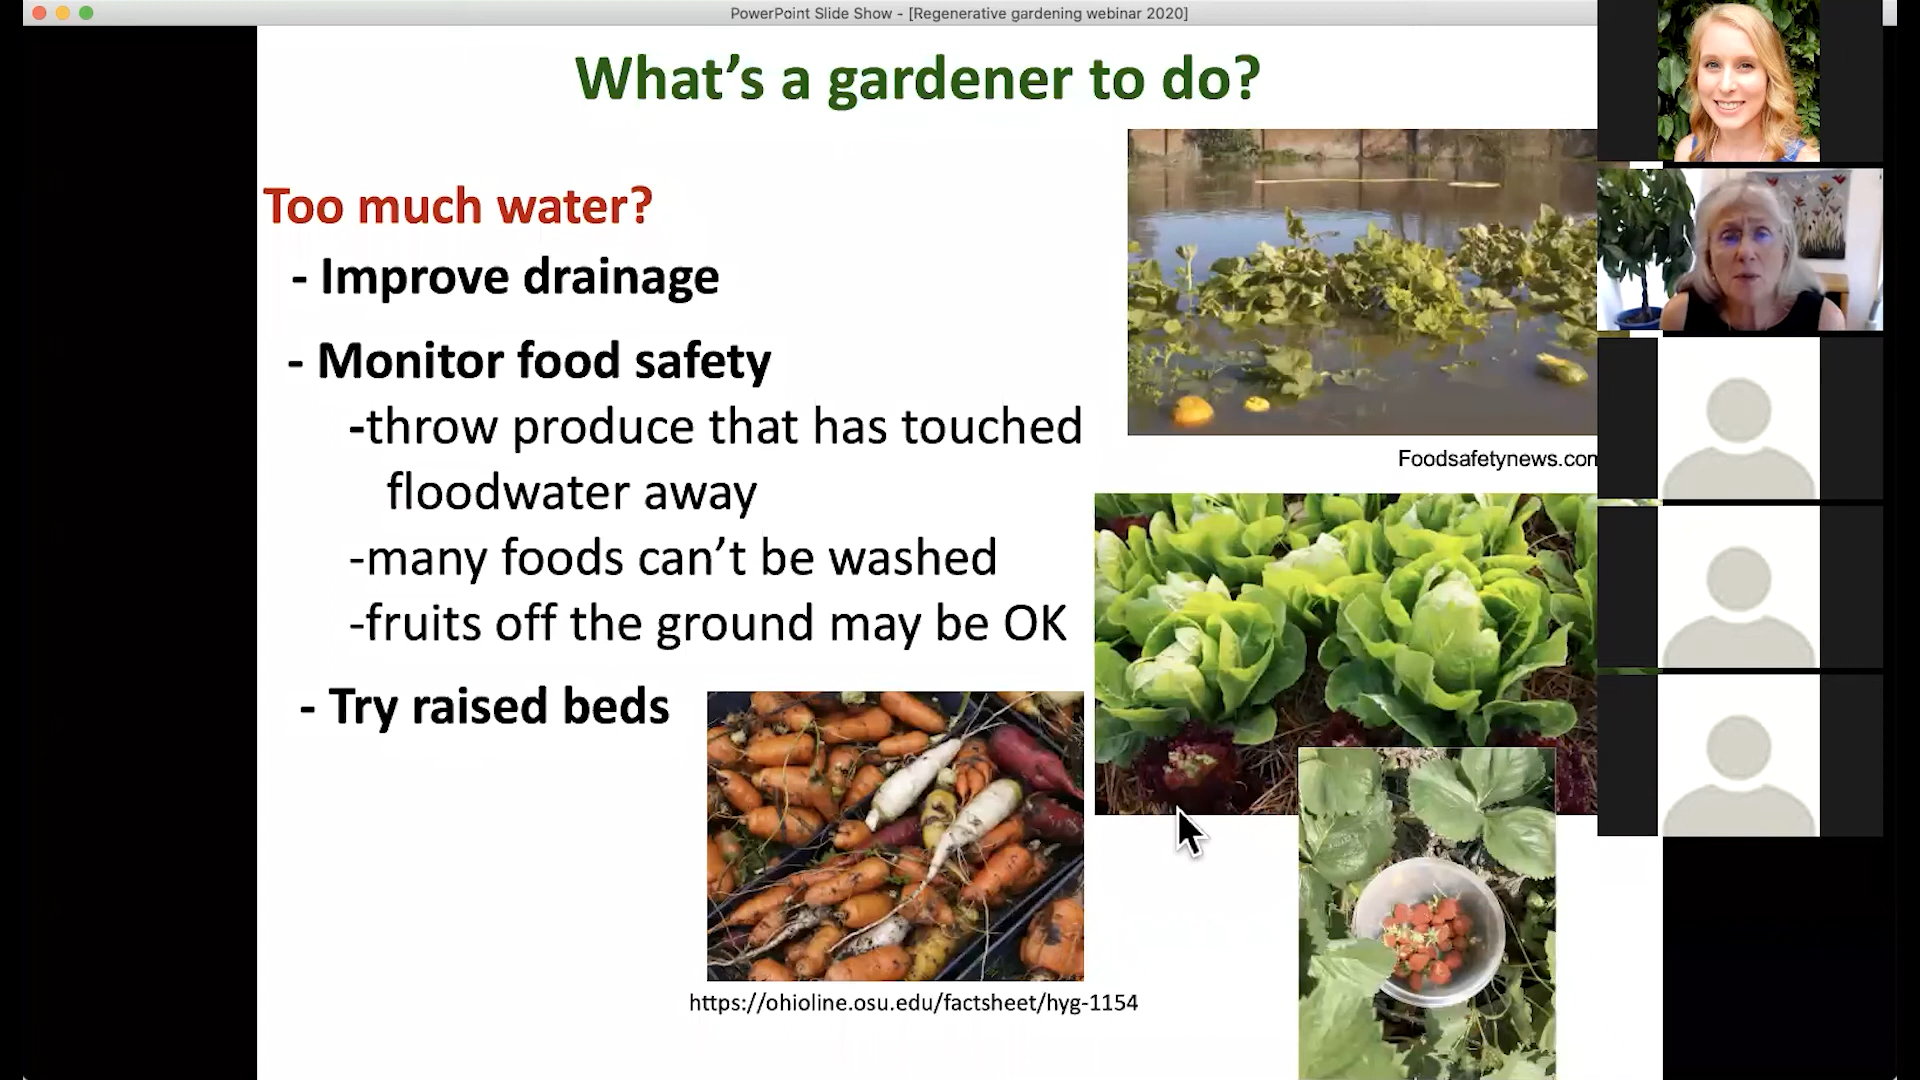 PowerPoint Slide Show - [Regenerative gardening webinar 2020]
What's a gardener to do?
Too much water?
- Improve drainage
- Monitor food safety
-throw produce that has touched
floodwater away
-many foods can't be washed
-fruits off the ground may be OK
- Try raised beds
Foodsafetynews.com
https://ohioline.osu.edu/factsheet/hyg-1154